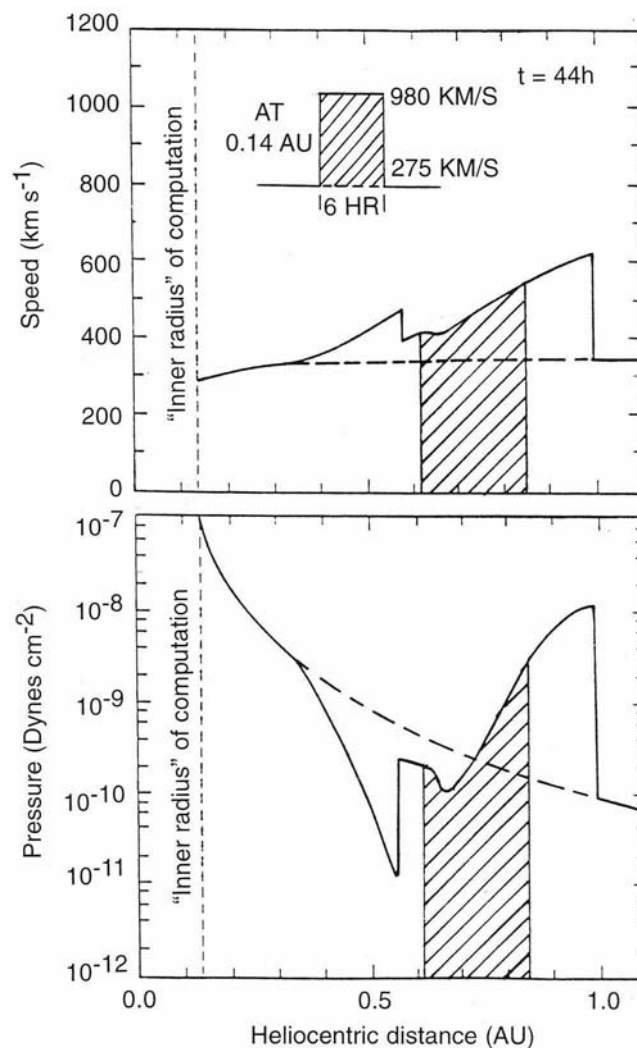 1200
1000
800
600
400
200
0
Speed (km s⁻¹)
"Inner radius" of computation
AT
0.14 AU
980 KM/S
275 KM/S
6 HR
t = 44h
10⁻⁷
10⁻⁸
10⁻⁹
10⁻¹⁰
10⁻¹¹
10⁻¹²
Pressure (Dynes cm⁻²)
"Inner radius" of computation
0.0
0.5
1.0
Heliocentric distance (AU)